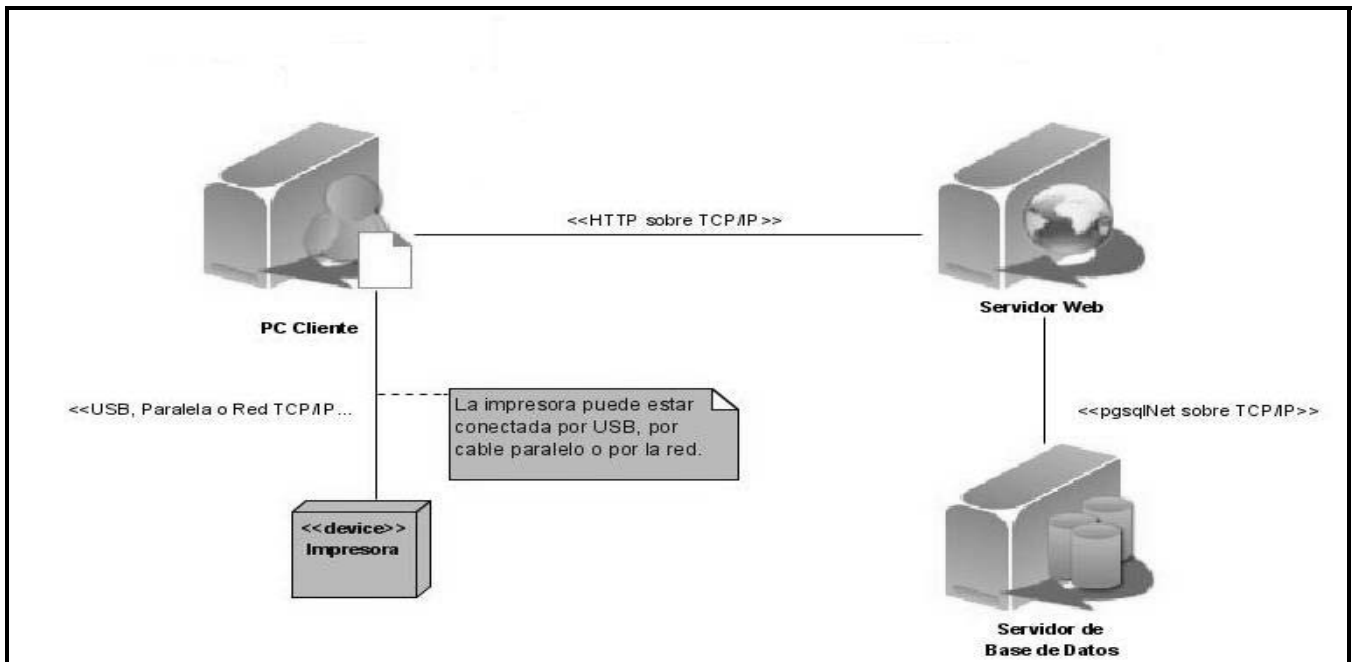 <<HTTP sobre TCP/IP>>
PC Cliente
Servidor Web
<<USB, Paralela o Red TCP/IP...
La impresora puede estar
conectada por USB, por
cable paralelo o por la red.
<<pgsqlNet sobre TCP/IP>>
<<device>>
Impresora
Servidor de
Base de Datos